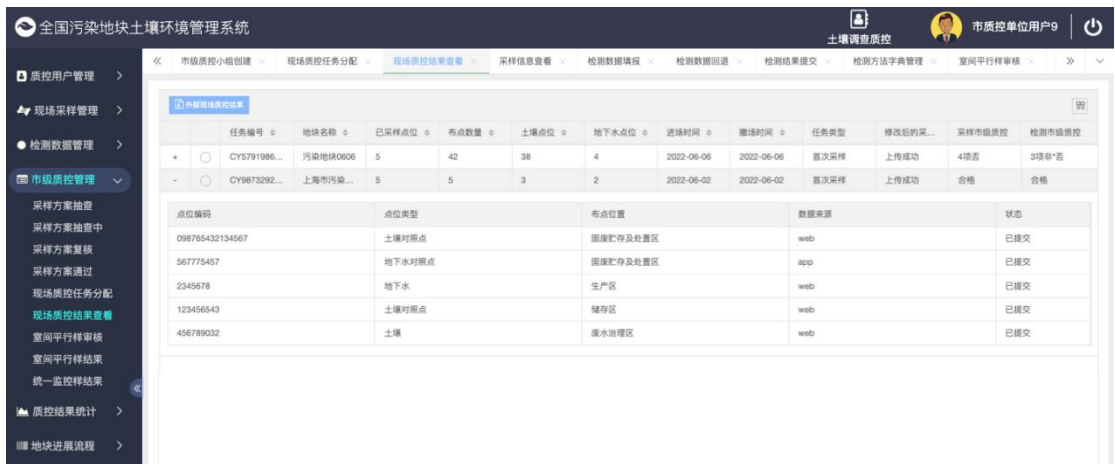 全国污染地块土壤环境管理系统
土壤调查质控
市质控单位用户9
质控用户管理
现场采样管理
检测数据管理
市级质控管理
采样方案抽查
采样方案抽查中
采样方案复核
采样方案通过
现场质控任务分配
现场质控结果查看
室间平行样审核
室间平行样结果
统一监控样结果
质控结果统计
地块进展流程
市级质控小组创建 现场质控任务分配 现场质控结果查看 采样信息查看 检测数据填报 检测数据回退 检测结果提交 检测方法字典管理 室间平行样审核
外部现场质控结果
任务编号 地块名称 已采样点位 布点数量 土壤点位 地下水点位 进场时间 撤场时间 任务类型 修改后的采... 采样市级质控 检测市级质控
+ CY5791986... 污染地块0606 5 42 38 4 2022-06-06 2022-06-06 首次采样 上传成功 4项否 3项非*否
- CY9873292... 上海市污染... 5 5 3 2 2022-06-02 2022-06-02 首次采样 上传成功 合格 合格
点位编码 点位类型 布点位置 数据来源 状态
098765432134567 土壤对照点 固废贮存及处置区 web 已提交
567775457 地下水对照点 固废贮存及处置区 app 已提交
2345678 地下水 生产区 web 已提交
123456543 土壤对照点 储存区 web 已提交
456789032 土壤 废水治理区 web 已提交